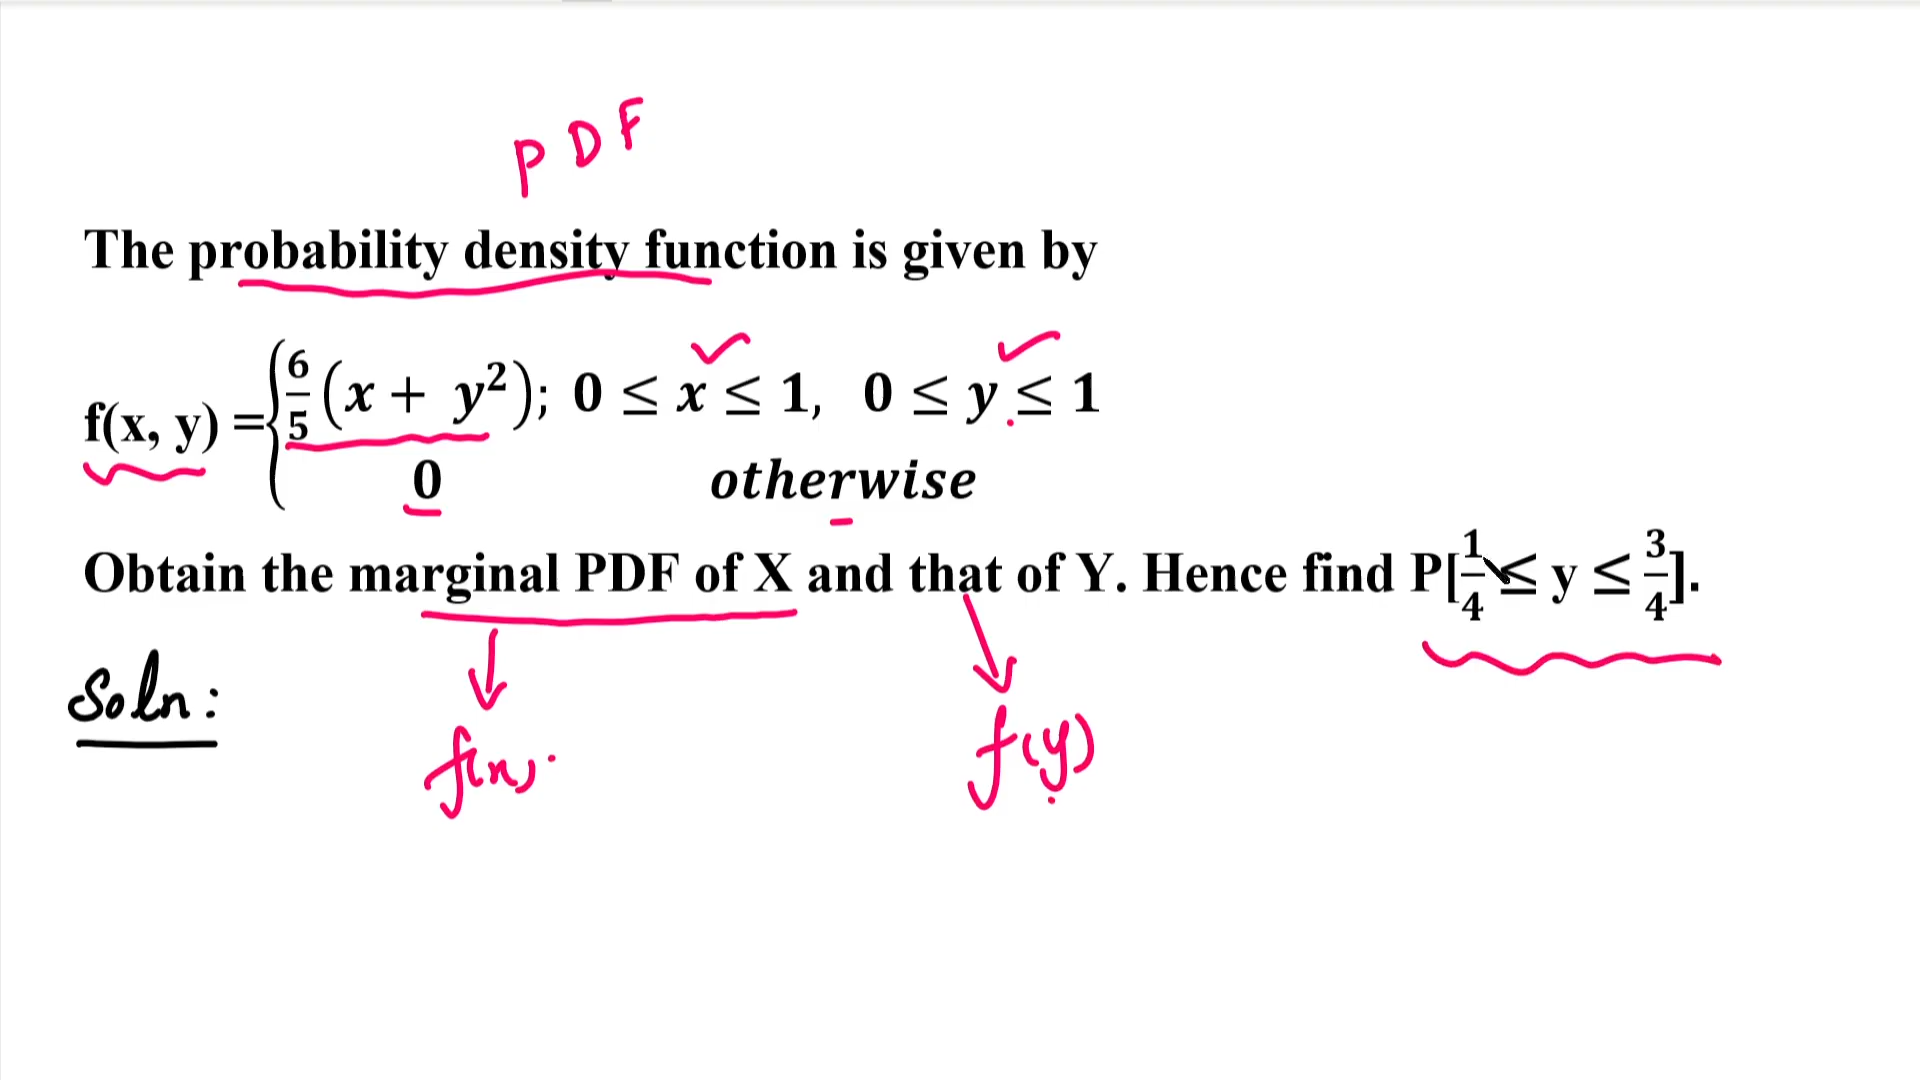 PDF
The probability density function is given by
f(x, y) = { 6/5 (x + y²); 0 ≤ x ≤ 1, 0 ≤ y ≤ 1
0 otherwise
Obtain the marginal PDF of X and that of Y. Hence find P[1/4 ≤ y ≤ 3/4].
Soln:
f(x) f(y)